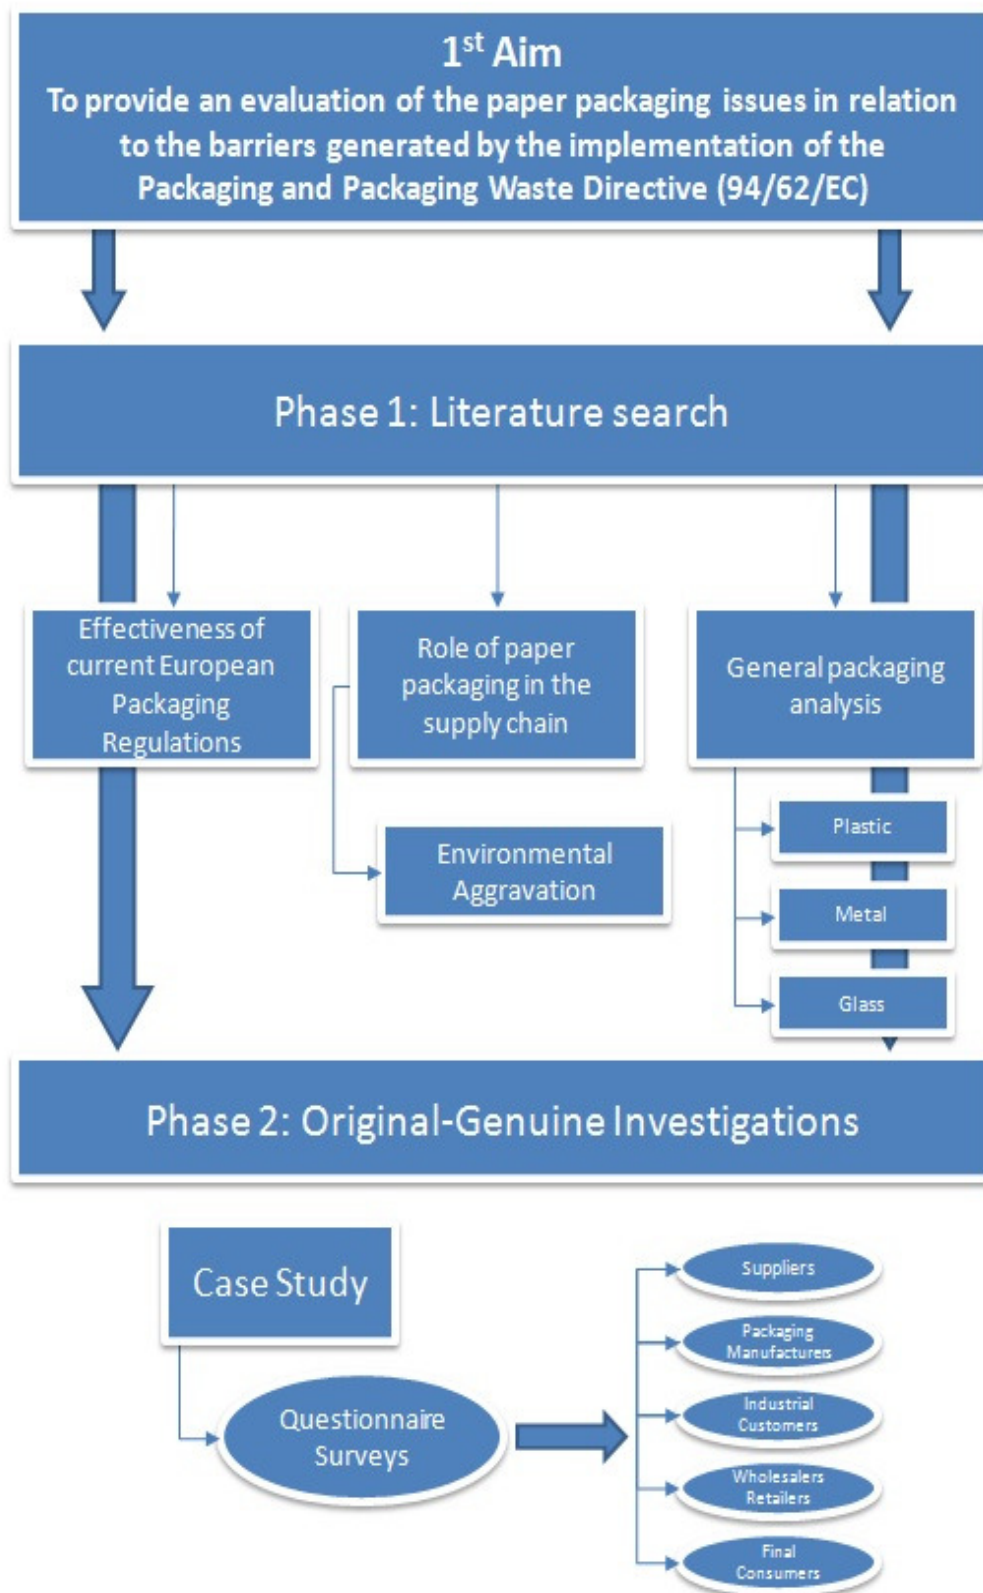 1st Aim
To provide an evaluation of the paper packaging issues in relation
to the barriers generated by the implementation of the
Packaging and Packaging Waste Directive (94/62/EC)
Phase 1: Literature search
Effectiveness of
current European
Packaging
Regulations
Role of paper
packaging in the
supply chain
General packaging
analysis
Environmental
Aggravation
Plastic
Metal
Glass
Phase 2: Original-Genuine Investigations
Case Study
Questionnaire
Surveys
Suppliers
Packaging
Manufacturers
Industrial
Customers
Wholesalers
Retailers
Final
Consumers